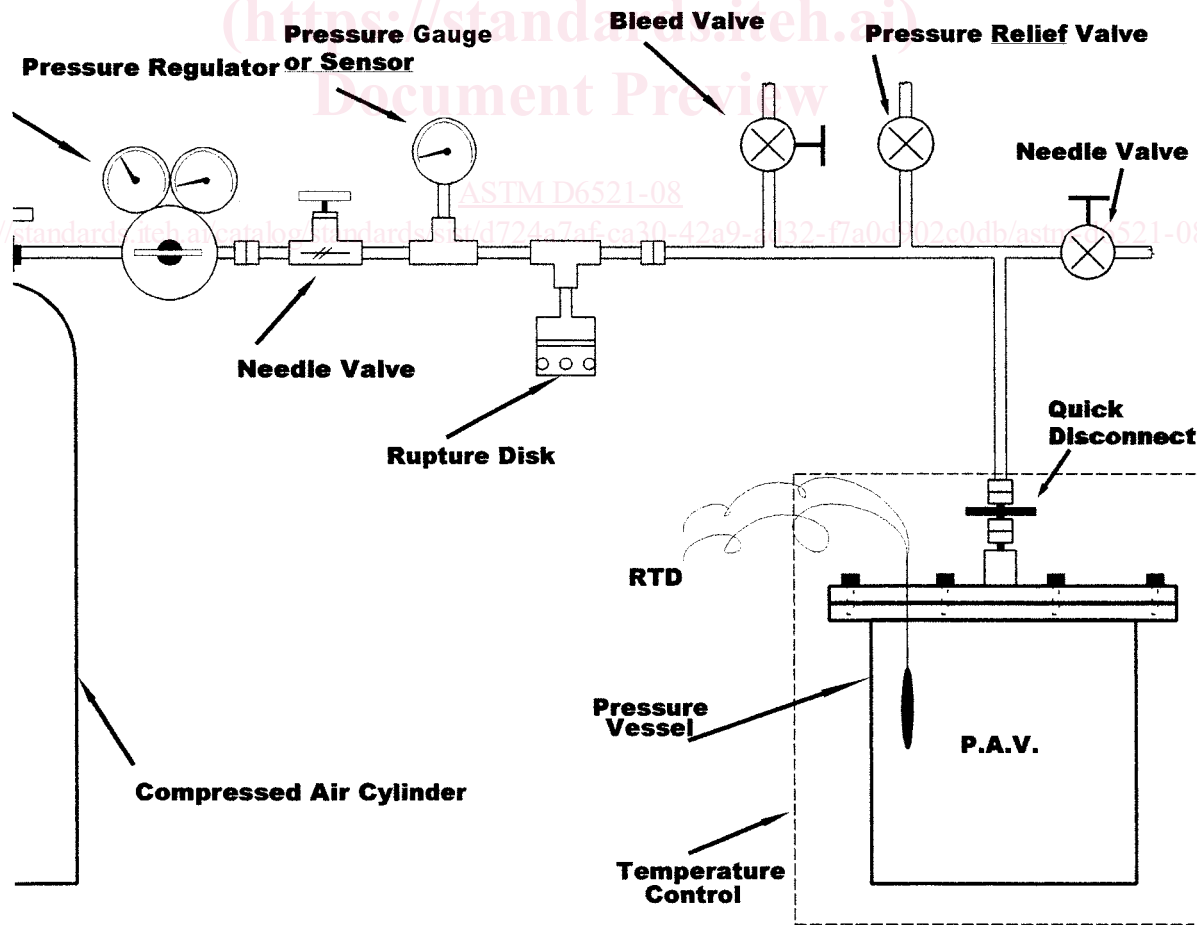 (https://standards.iteh.ai)
Document Preview
Bleed Valve
Pressure Gauge
or Sensor
Pressure Relief Valve
Pressure Regulator
Needle Valve
ASTM D6521-08
Needle Valve
Rupture Disk
Quick
Disconnect
RTD
Pressure
Vessel
P.A.V.
Compressed Air Cylinder
Temperature
Control